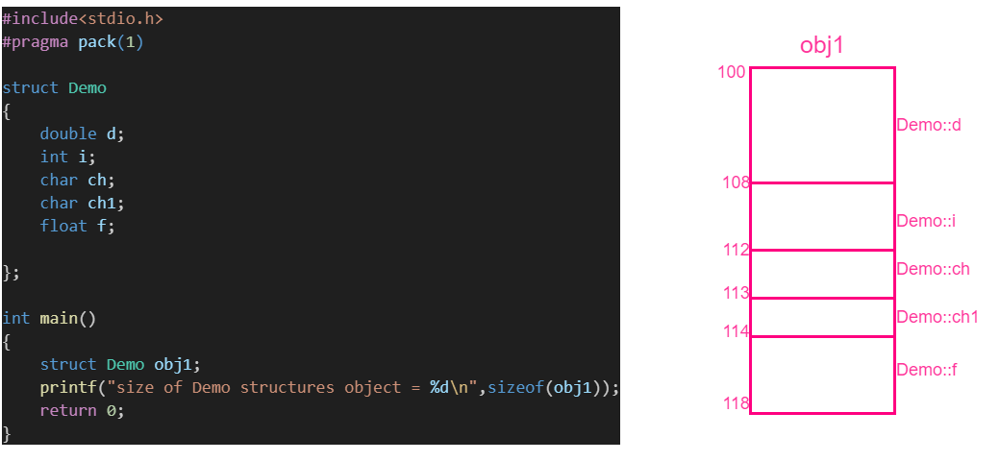 #include<stdio.h>
#pragma pack(1)
struct Demo
{
    double d;
    int i;
    char ch;
    char ch1;
    float f;
};
int main()
{
    struct Demo obj1;
    printf("size of Demo structures object = %d\n",sizeof(obj1));
    return 0;
}
obj1
100
Demo::d
108
Demo::i
112
Demo::ch
113
Demo::ch1
114
Demo::f
118